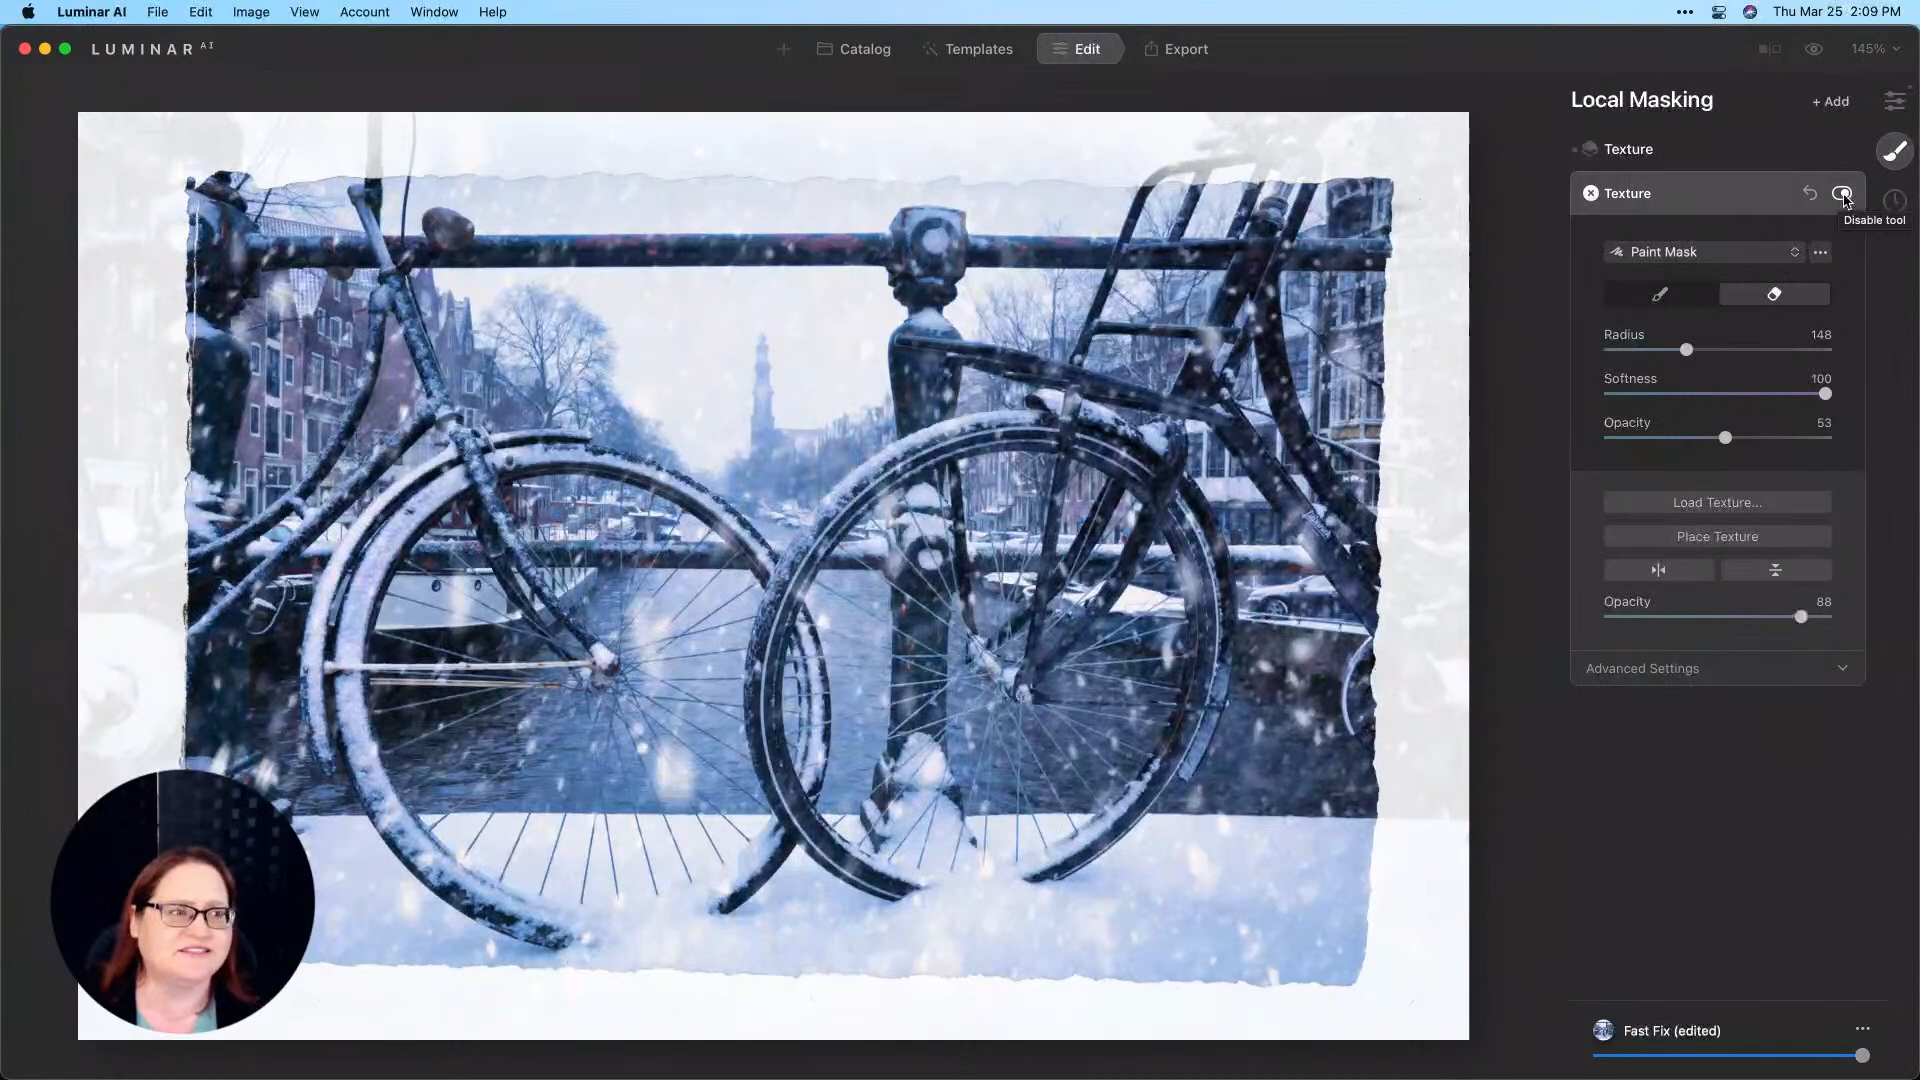 Luminar AI File Edit Image View Account Window Help Thu Mar 25 2:09 PM
LUMINAR AI Catalog Templates Edit Export 145%
Local Masking + Add
Texture
Texture
Disable tool
Paint Mask
Radius 148
Softness 100
Opacity 53
Load Texture...
Place Texture
Opacity 88
Advanced Settings
Fast Fix (edited)